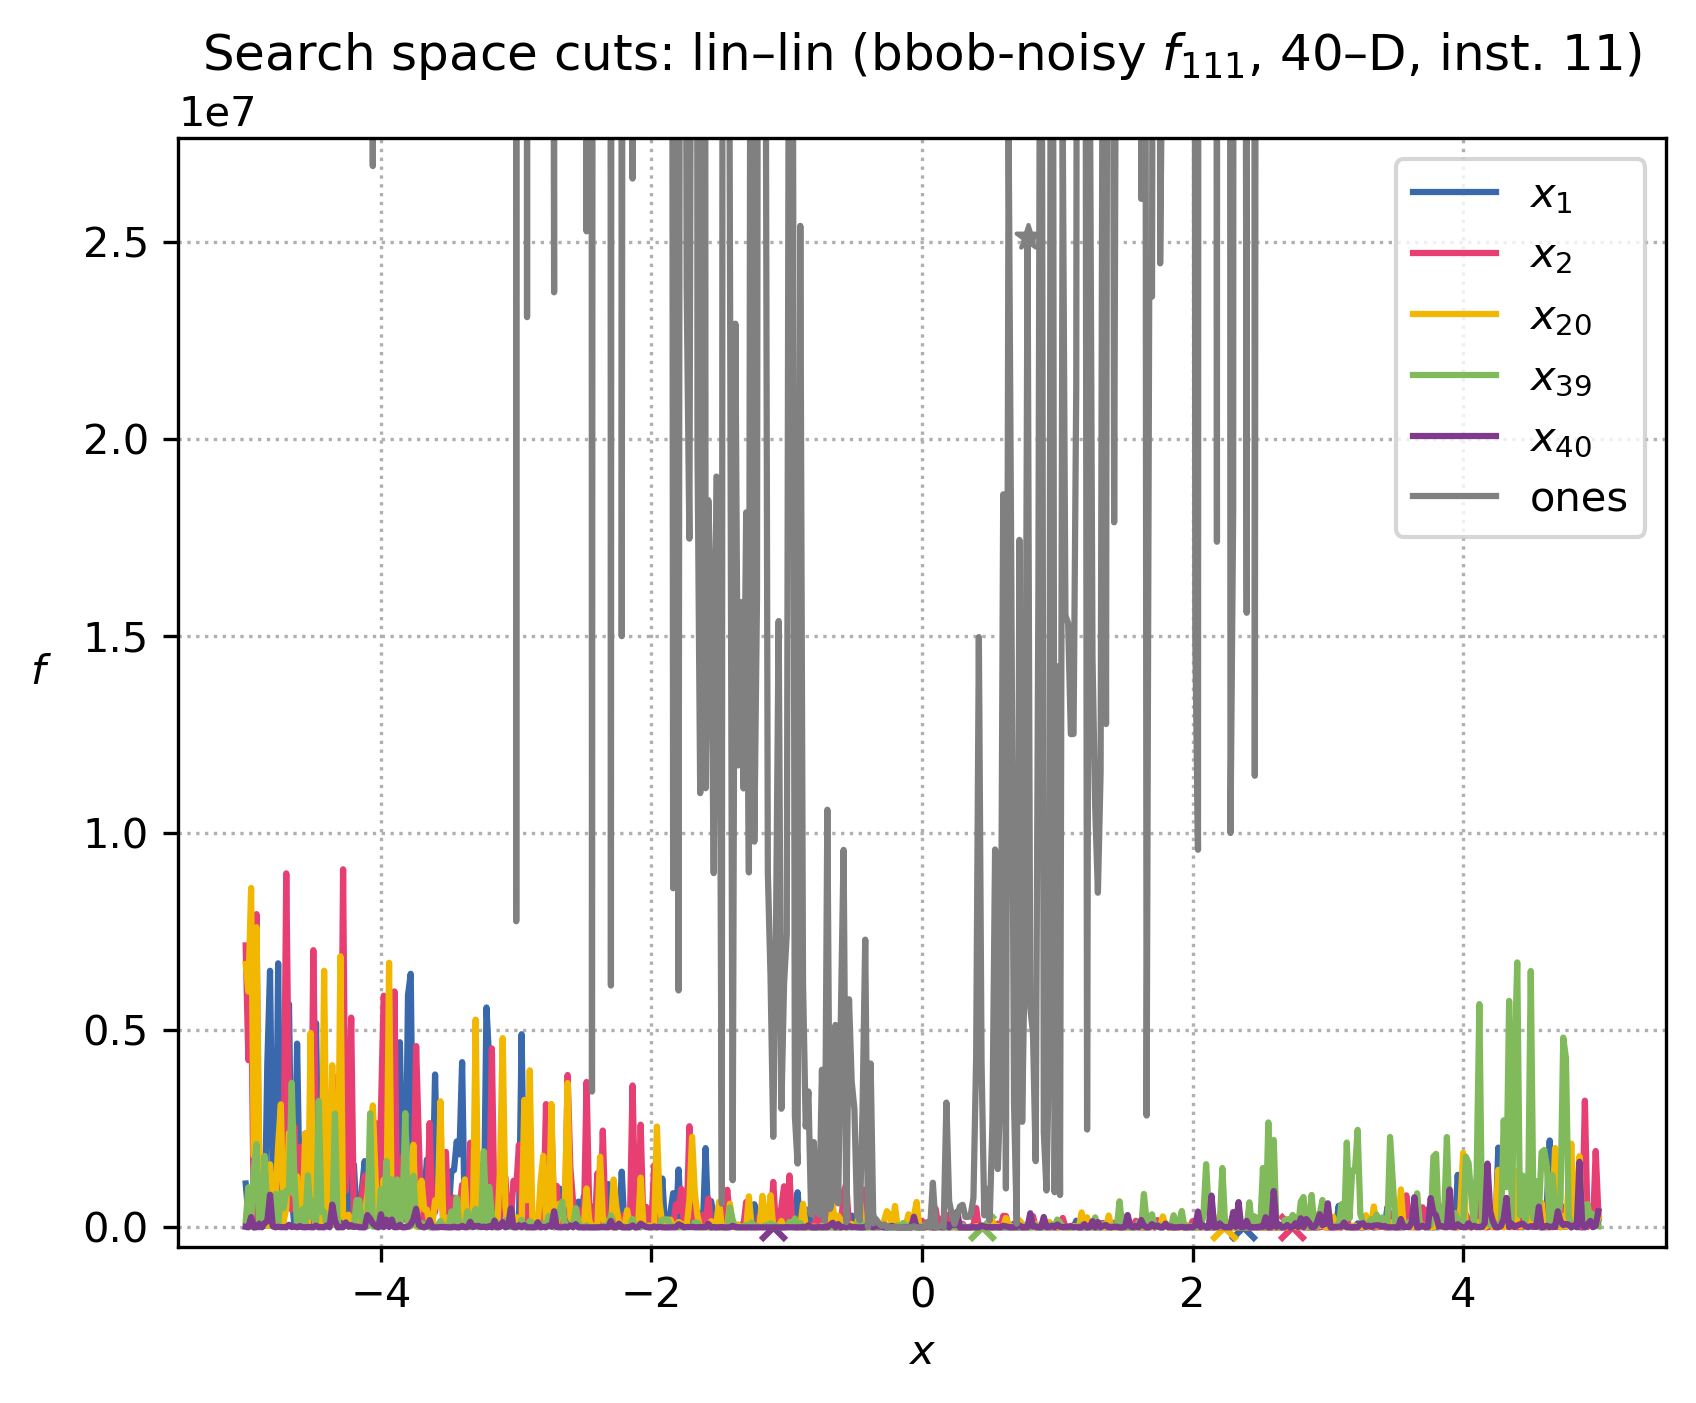 Search space cuts: lin–lin (bbob-noisy f111, 40–D, inst. 11)
1e7
2.5
2.0
1.5
1.0
0.5
0.0
f
−4
−2
0
2
4
x
x1
x2
x20
x39
x40
ones